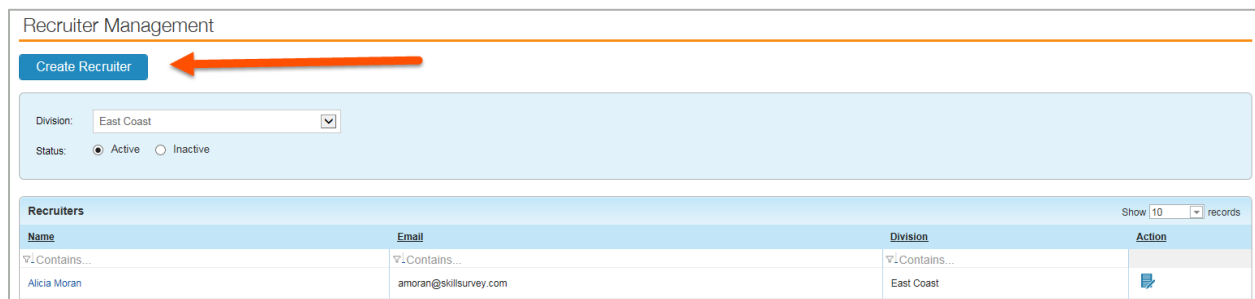 Recruiter Management
Create Recruiter
Division: East Coast
Status: Active Inactive
Recruiters Show 10 records
Name Email Division Action
Contains... Contains... Contains...
Alicia Moran amoran@skillsurvey.com East Coast